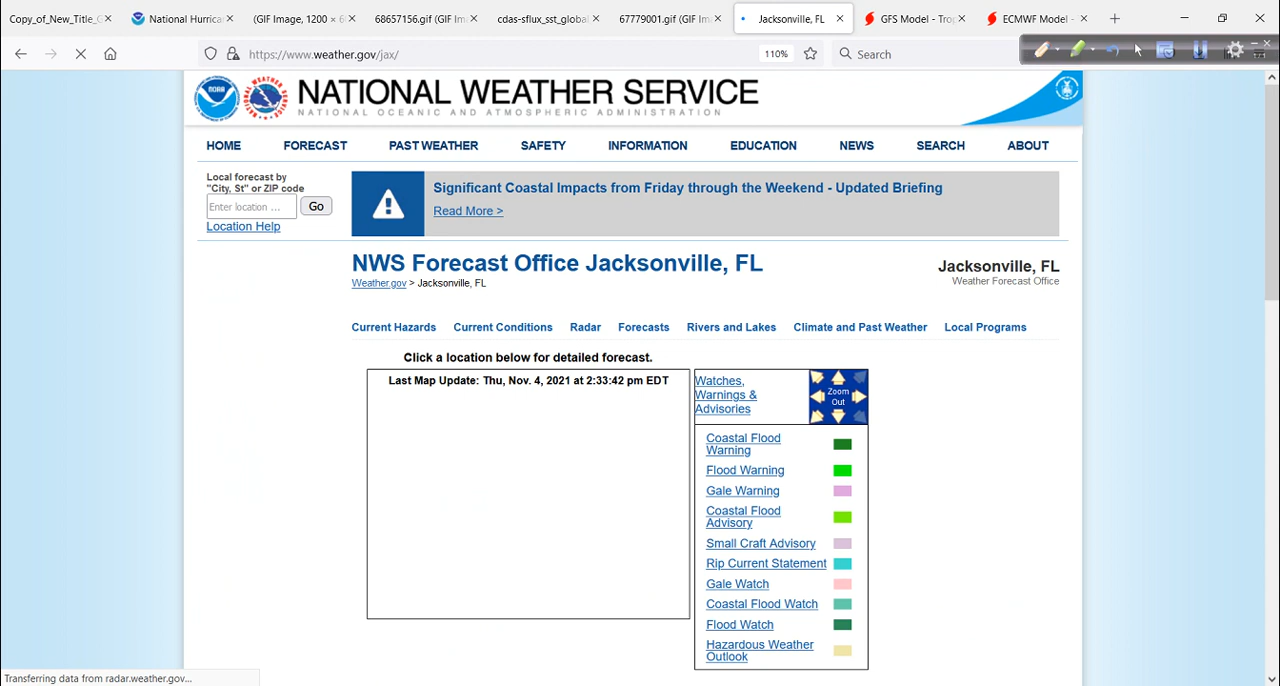 Copy_of_New_Title_G
National Hurrica
(GIF Image, 1200 × 6
68657156.gif (GIF Im
cdas-sflux_sst_global
67779001.gif (GIF Im
Jacksonville, FL
GFS Model - Tro
ECMWF Model -
https://www.weather.gov/jax/
110%
Search
NOAA
NATIONAL WEATHER SERVICE
NATIONAL OCEANIC AND ATMOSPHERIC ADMINISTRATION
HOME FORECAST PAST WEATHER SAFETY INFORMATION EDUCATION NEWS SEARCH ABOUT
Local forecast by
"City, St" or ZIP code
Enter location ...
Go
Location Help
Significant Coastal Impacts from Friday through the Weekend - Updated Briefing
Read More >
NWS Forecast Office Jacksonville, FL
Weather.gov > Jacksonville, FL
Jacksonville, FL
Weather Forecast Office
Current Hazards Current Conditions Radar Forecasts Rivers and Lakes Climate and Past Weather Local Programs
Click a location below for detailed forecast.
Last Map Update: Thu, Nov. 4, 2021 at 2:33:42 pm EDT
Watches,
Warnings &
Advisories
Zoom
Out
Coastal Flood
Warning
Flood Warning
Gale Warning
Coastal Flood
Advisory
Small Craft Advisory
Rip Current Statement
Gale Watch
Coastal Flood Watch
Flood Watch
Hazardous Weather
Outlook
Transferring data from radar.weather.gov...